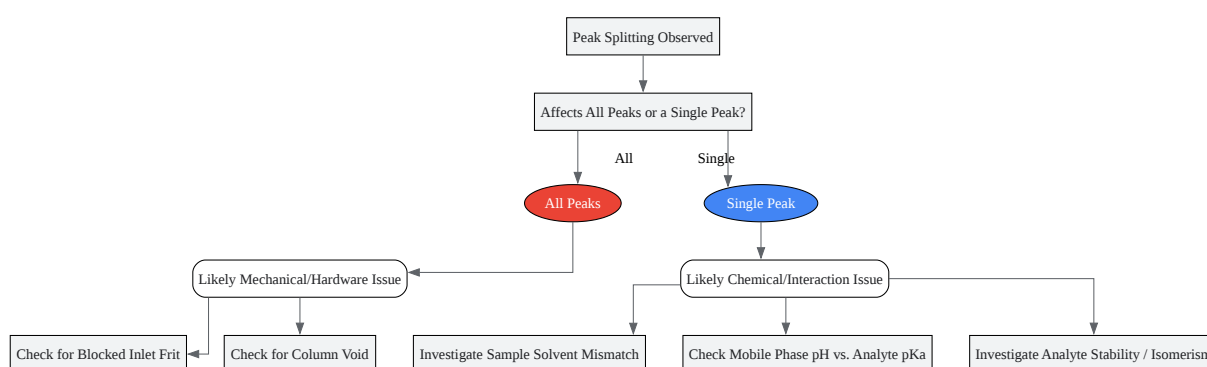 Peak Splitting Observed
Affects All Peaks or a Single Peak?
All
Single
All Peaks
Single Peak
Likely Mechanical/Hardware Issue
Likely Chemical/Interaction Issue
Check for Blocked Inlet Frit
Check for Column Void
Investigate Sample Solvent Mismatch
Check Mobile Phase pH vs. Analyte pKa
Investigate Analyte Stability / Isomerism